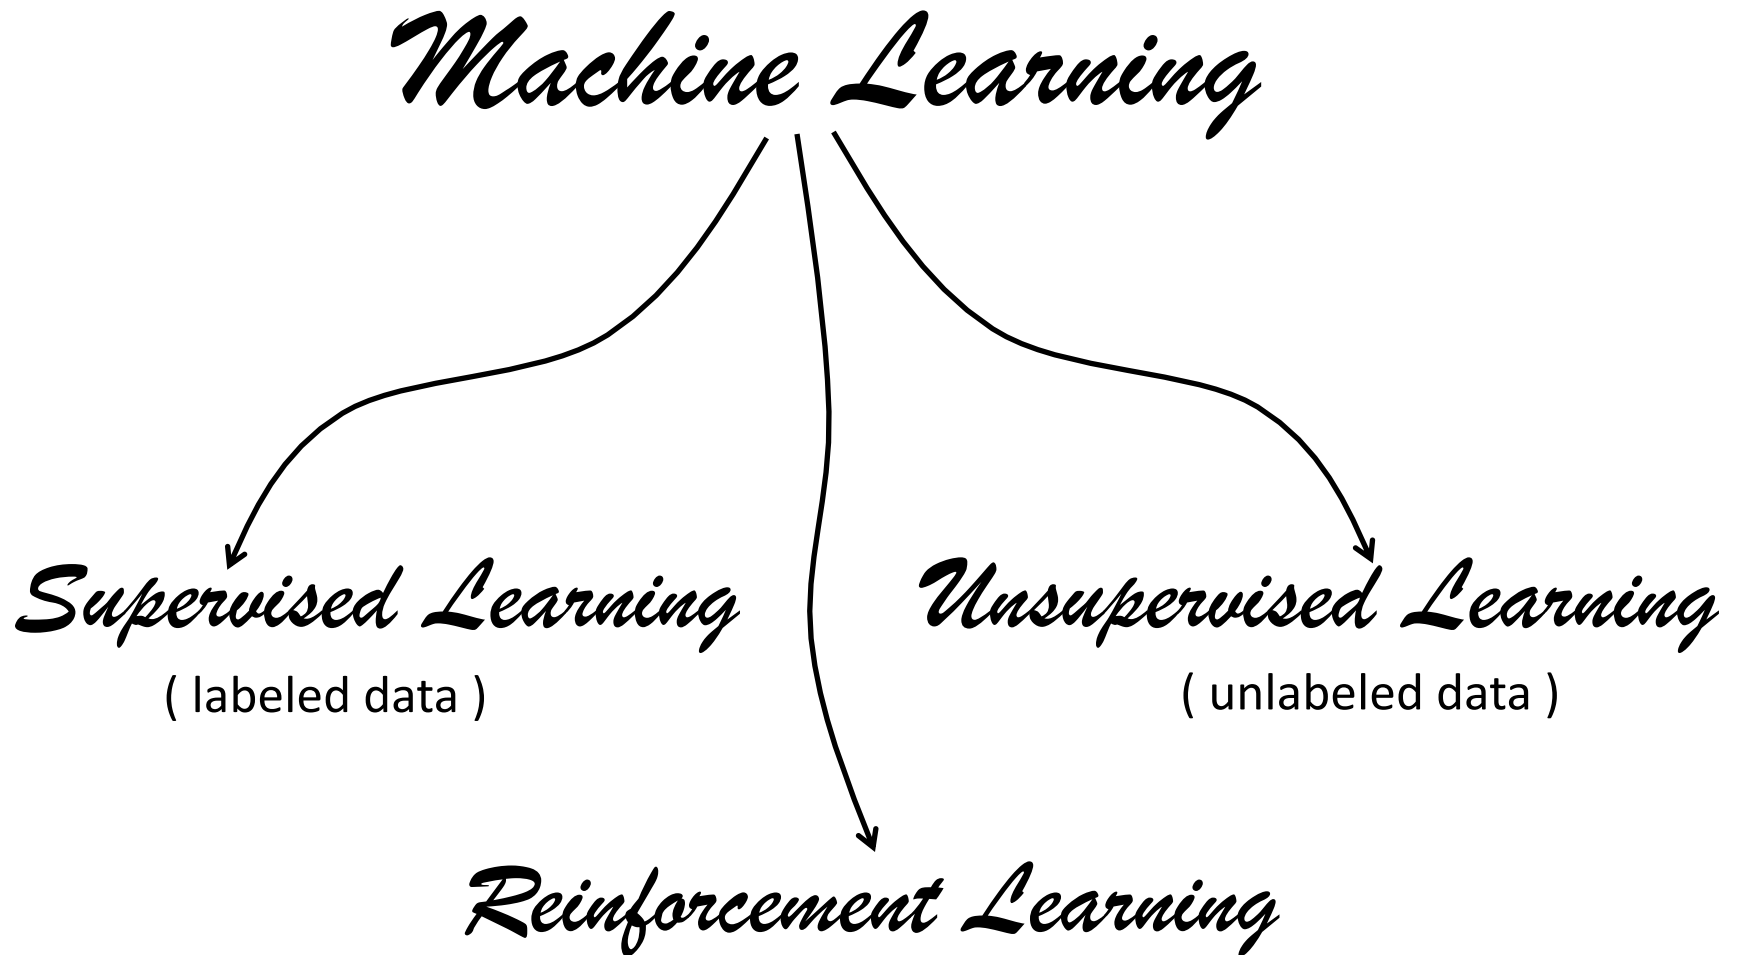 Machine Learning
Supervised Learning
( labeled data )
Unsupervised Learning
( unlabeled data )
Reinforcement Learning